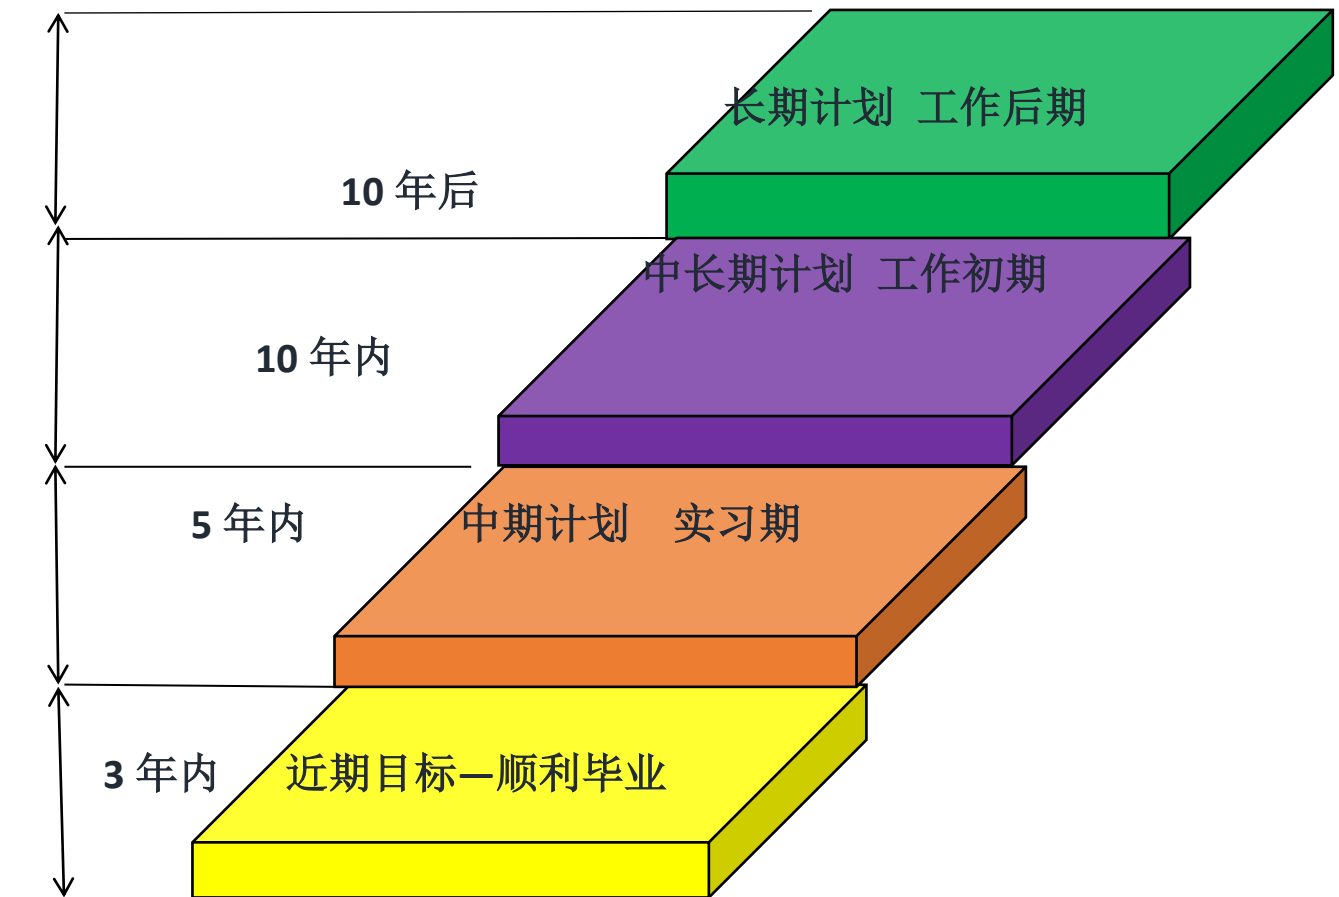 长期计划 工作后期
10 年后
中长期计划 工作初期
10 年内
5 年内
中期计划 实习期
3 年内
近期目标—顺利毕业